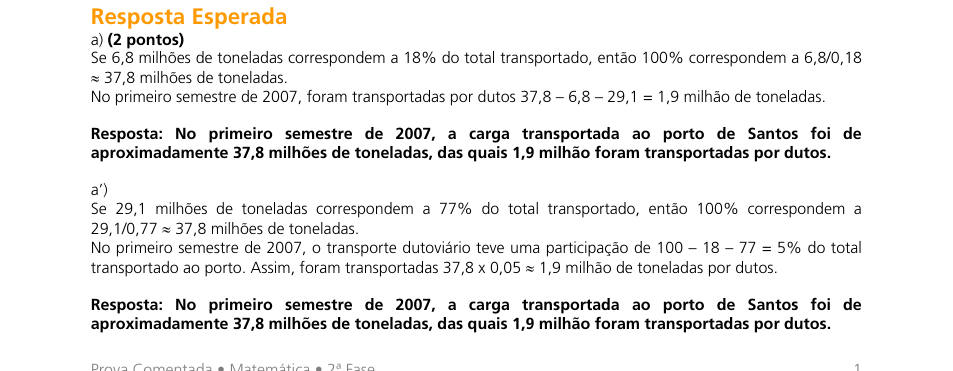 Resposta Esperada
a) (2 pontos)
Se 6,8 milhões de toneladas correspondem a 18% do total transportado, então 100% correspondem a 6,8/0,18
≈ 37,8 milhões de toneladas.
No primeiro semestre de 2007, foram transportadas por dutos 37,8 – 6,8 – 29,1 = 1,9 milhão de toneladas.
Resposta: No primeiro semestre de 2007, a carga transportada ao porto de Santos foi de
aproximadamente 37,8 milhões de toneladas, das quais 1,9 milhão foram transportadas por dutos.
a’)
Se 29,1 milhões de toneladas correspondem a 77% do total transportado, então 100% correspondem a
29,1/0,77 ≈ 37,8 milhões de toneladas.
No primeiro semestre de 2007, o transporte dutoviário teve uma participação de 100 – 18 – 77 = 5% do total
transportado ao porto. Assim, foram transportadas 37,8 x 0,05 ≈ 1,9 milhão de toneladas por dutos.
Resposta: No primeiro semestre de 2007, a carga transportada ao porto de Santos foi de
aproximadamente 37,8 milhões de toneladas, das quais 1,9 milhão foram transportadas por dutos.
Prova Comentada • Matemática • 2ª Fase 1